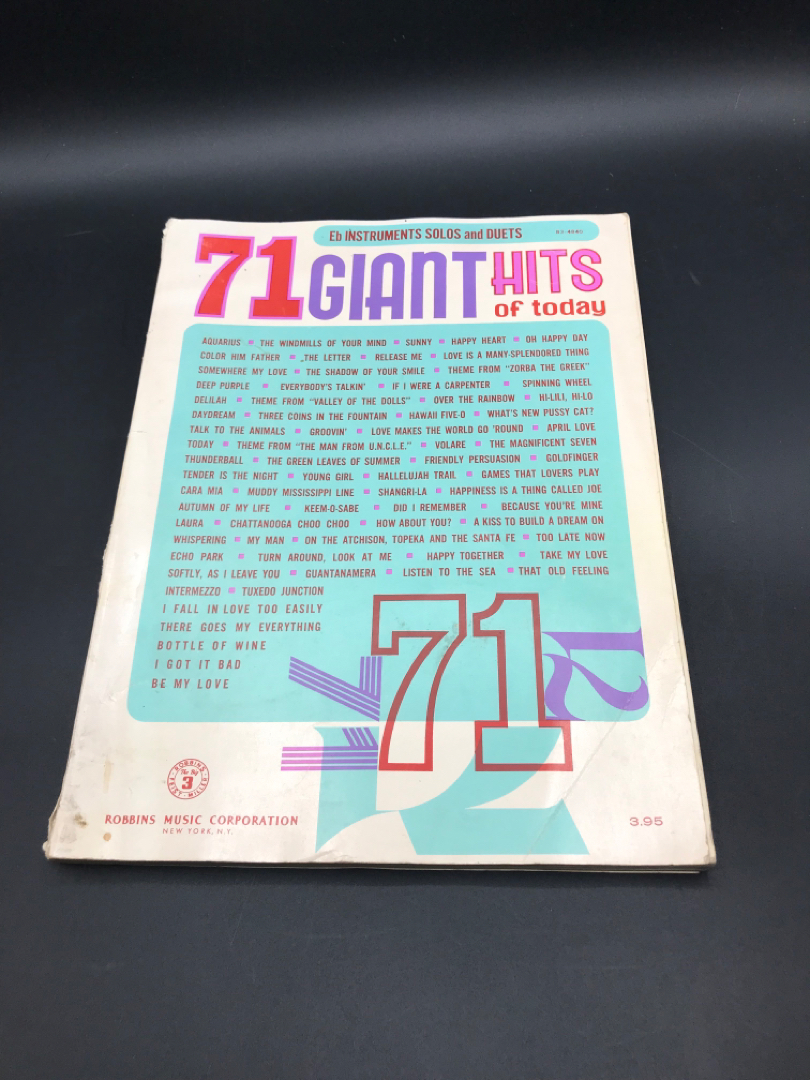 Eb INSTRUMENTS SOLOS and DUETS
71 GIANT HITS
of today
AQUARIUS ▪ THE WINDMILLS OF YOUR MIND ▪ SUNNY ▪ HAPPY HEART ▪ OH HAPPY DAY
COLOR HIM FATHER ▪ THE LETTER ▪ RELEASE ME ▪ LOVE IS A MANY-SPLENDORED THING
SOMEWHERE MY LOVE ▪ THE SHADOW OF YOUR SMILE ▪ THEME FROM "ZORBA THE GREEK"
DEEP PURPLE ▪ EVERYBODY'S TALKIN' ▪ IF I WERE A CARPENTER ▪ SPINNING WHEEL
DELILAH ▪ THEME FROM "VALLEY OF THE DOLLS" ▪ OVER THE RAINBOW ▪ HI-LILI, HI-LO
DAYDREAM ▪ THREE COINS IN THE FOUNTAIN ▪ HAWAII FIVE-O ▪ WHAT'S NEW PUSSY CAT?
TALK TO THE ANIMALS ▪ GROOVIN' ▪ LOVE MAKES THE WORLD GO 'ROUND ▪ APRIL LOVE
TODAY ▪ THEME FROM "THE MAN FROM U.N.C.L.E." ▪ VOLARE ▪ THE MAGNIFICENT SEVEN
THUNDERBALL ▪ THE GREEN LEAVES OF SUMMER ▪ FRIENDLY PERSUASION ▪ GOLDFINGER
TENDER IS THE NIGHT ▪ YOUNG GIRL ▪ HALLELUJAH TRAIL ▪ GAMES THAT LOVERS PLAY
CARA MIA ▪ MUDDY MISSISSIPPI LINE ▪ SHANGRI-LA ▪ HAPPINESS IS A THING CALLED JOE
AUTUMN OF MY LIFE ▪ KEEM-O-SABE ▪ DID I REMEMBER ▪ BECAUSE YOU'RE MINE
LAURA ▪ CHATTANOOGA CHOO CHOO ▪ HOW ABOUT YOU? ▪ A KISS TO BUILD A DREAM ON
WHISPERING ▪ MY MAN ▪ ON THE ATCHISON, TOPEKA AND THE SANTA FE ▪ TOO LATE NOW
ECHO PARK ▪ TURN AROUND, LOOK AT ME ▪ HAPPY TOGETHER ▪ TAKE MY LOVE
SOFTLY, AS I LEAVE YOU ▪ GUANTANAMERA ▪ LISTEN TO THE SEA ▪ THAT OLD FEELING
INTERMEZZO ▪ TUXEDO JUNCTION
I FALL IN LOVE TOO EASILY
THERE GOES MY EVERYTHING
BOTTLE OF WINE
I GOT IT BAD
BE MY LOVE
71
ROBBINS
The Big
3
FEIST MILLER
ROBBINS MUSIC CORPORATION
NEW YORK, N.Y.
3.95